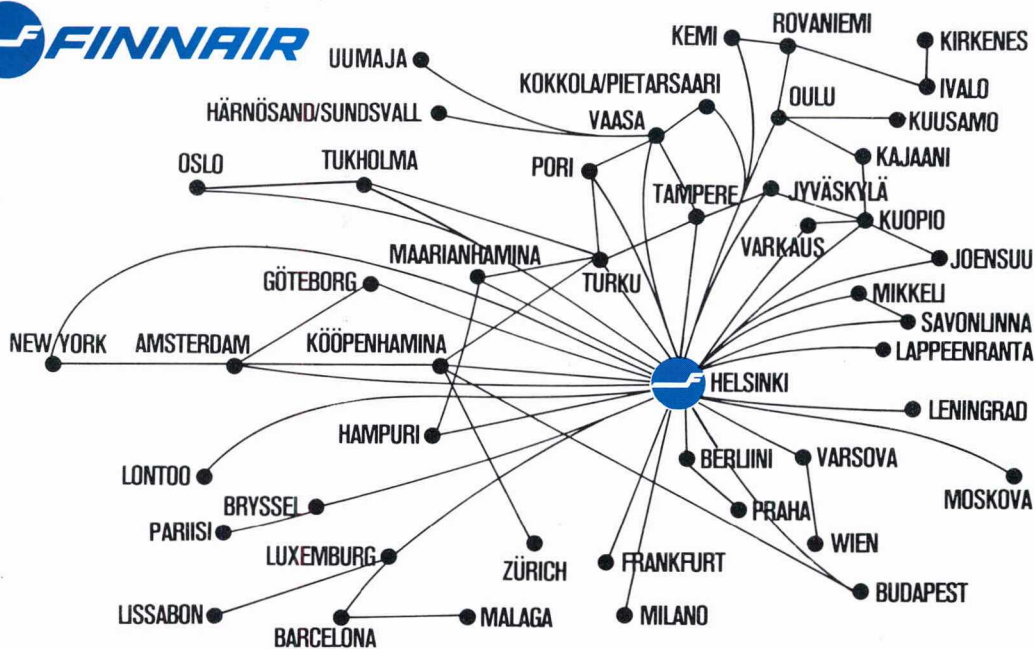 FINNAIR
UUMAJA
KEMI
ROVANIEMI
KIRKENES
IVALO
HÄRNÖSAND/SUNDSVALL
KOKKOLA/PIETARSAARI
VAASA
OULU
KUUSAMO
OSLO
TUKHOLMA
PORI
KAJAANI
TAMPERE
JYVÄSKYLÄ
KUOPIO
VARKAUS
MAARIANHAMINA
TURKU
JOENSUU
GÖTEBORG
MIKKELI
SAVONLINNA
NEW YORK
AMSTERDAM
KÖÖPENHAMINA
LAPPEENRANTA
F HELSINKI
LENINGRAD
HAMPURI
BERLIINI
VARSOVA
LONTOO
MOSKOVA
BRYSSEL
PRAHA
PARIISI
WIEN
LUXEMBURG
ZÜRICH
FRANKFURT
BUDAPEST
LISSABON
BARCELONA
MALAGA
MILANO